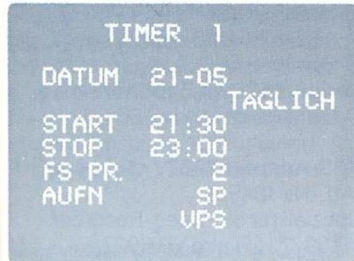 TIMER 1
DATUM 21-05
TÄGLICH
START 21:30
STOP 23:00
FS PR. 2
AUFN SP
VPS